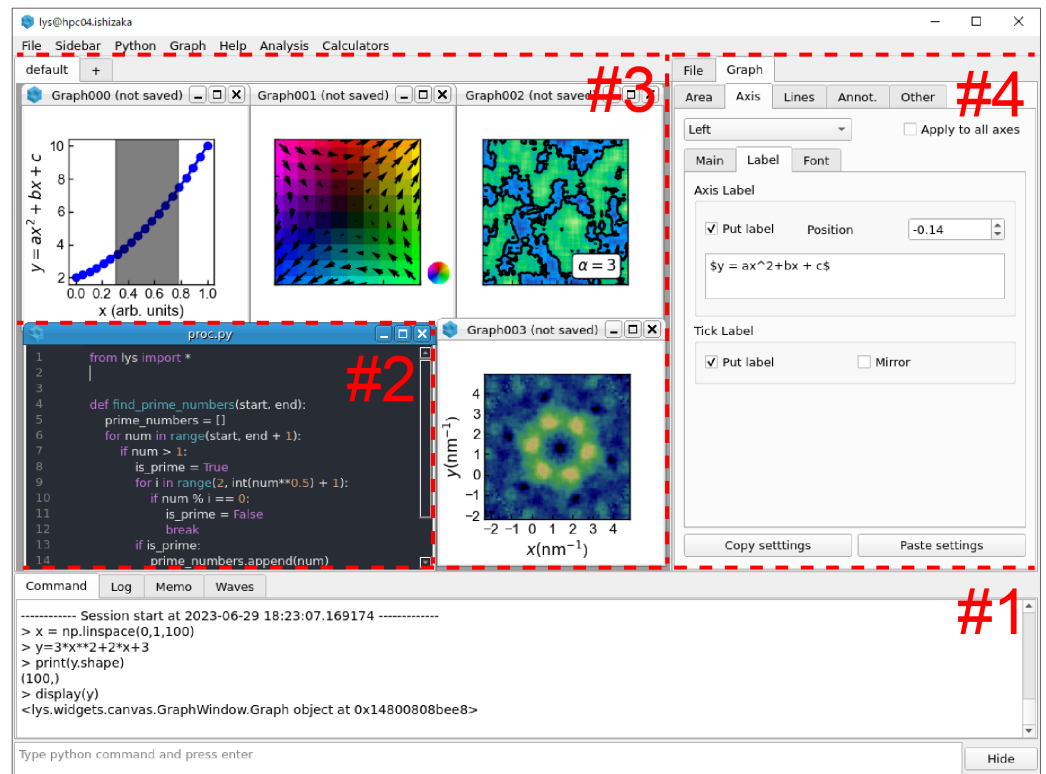 lys@hpc04.ishizaka
File Sidebar Python Graph Help Analysis Calculators
default +
#3
Graph000 (not saved)
Graph001 (not saved)
Graph002 (not saved)
y = ax² + bx + c
10
8
6
4
2
0.0 0.2 0.4 0.6 0.8 1.0
x (arb. units)
α = 3
proc.py
#2
1 from lys import *
2
3
4 def find_prime_numbers(start, end):
5 prime_numbers = []
6 for num in range(start, end + 1):
7 if num > 1:
8 is_prime = True
9 for i in range(2, int(num**0.5) + 1):
10 if num % i == 0:
11 is_prime = False
12 break
13 if is_prime:
14 prime_numbers.append(num)
Graph003 (not saved)
y(nm⁻¹)
4
3
2
1
0
−1
−2
−2 −1 0 1 2 3 4
x(nm⁻¹)
File Graph
#4
Area Axis Lines Annot. Other
Left
Apply to all axes
Main Label Font
Axis Label
Put label Position -0.14
$y = ax^2+bx + c$
Tick Label
Put label Mirror
Copy setttings Paste settings
Command Log Memo Waves
#1
------------ Session start at 2023-06-29 18:23:07.169174 -------------
> x = np.linspace(0,1,100)
> y=3*x**2+2*x+3
> print(y.shape)
(100,)
> display(y)
<lys.widgets.canvas.GraphWindow.Graph object at 0x14800808bee8>
Type python command and press enter
Hide